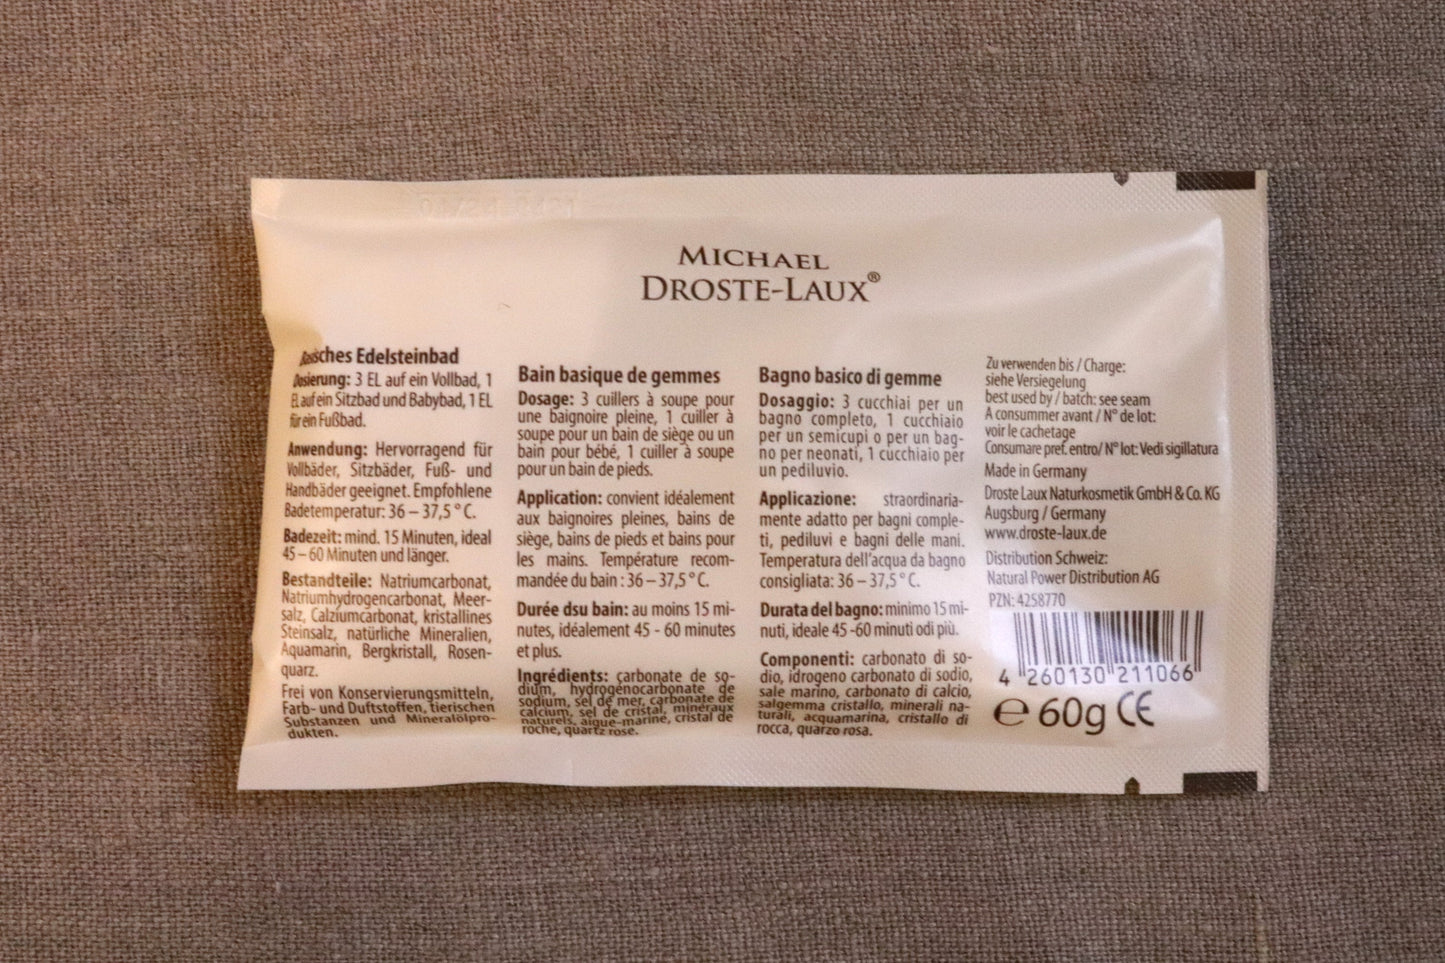 MICHAEL
DROSTE-LAUX®
Basisches Edelsteinbad
Dosierung: 3 EL auf ein Vollbad, 1
EL auf ein Sitzbad und Babybad, 1 EL
für ein Fußbad.
Anwendung: Hervorragend für
Vollbäder, Sitzbäder, Fuß- und
Handbäder geeignet. Empfohlene
Badetemperatur: 36 – 37,5 ° C.
Badezeit: mind. 15 Minuten, ideal
45 – 60 Minuten und länger.
Bestandteile: Natriumcarbonat,
Natriumhydrogencarbonat, Meer-
salz, Calziumcarbonat, kristallines
Steinsalz, natürliche Mineralien,
Aquamarin, Bergkristall, Rosen-
quarz.
Frei von Konservierungsmitteln,
Farb- und Duftstoffen, tierischen
Substanzen und Mineralölpro-
dukten.
Bain basique de gemmes
Dosage: 3 cuillers à soupe pour
une baignoire pleine, 1 cuiller à
soupe pour un bain de siège ou un
bain pour bébé, 1 cuiller à soupe
pour un bain de pieds.
Application: convient idéalement
aux baignoires pleines, bains de
siège, bains de pieds et bains pour
les mains. Température recom-
mandée du bain : 36 – 37,5 ° C.
Durée dsu bain: au moins 15 mi-
nutes, idéalement 45 - 60 minutes
et plus.
Ingrédients: carbonate de so-
dium, hydrogénocarbonate de
sodium, sel de mer, carbonate de
calcium, sel de cristal, minéraux
naturels, aigue-marine, cristal de
roche, quartz rose.
Bagno basico di gemme
Dosaggio: 3 cucchai per un
bagno completo, 1 cucchiaio
per un semicupi o per un bag-
no per neonati, 1 cucchiaio per
un pediluvio.
Applicazione: straordinaria-
mente adatto per bagni comple-
ti, pediluvi e bagni delle mani.
Temperatura dell'acqua da bagno
consigliata: 36 – 37,5 ° C.
Durata del bagno: minimo 15 mi-
nuti, ideale 45 -60 minuti odi più.
Componenti: carbonato di so-
dio, idrogeno carbonato di sodio,
sale marino, carbonato di calcio,
salgemma cristallo, minerali na-
turali, acquamarina, cristallo di
rocca, quarzo rosa.
Zu verwenden bis / Charge:
siehe Versiegelung
best used by / batch: see seam
A consummer avant / N° de lot:
voir le cachetage
Consumare pref. entro/ N° lot: Vedi sigillatura
Made in Germany
Droste Laux Naturkosmetik GmbH & Co. KG
Augsburg / Germany
www.droste-laux.de
Distribution Schweiz:
Natural Power Distribution AG
PZN: 4258770
4 260130 211066
℮ 60g CE